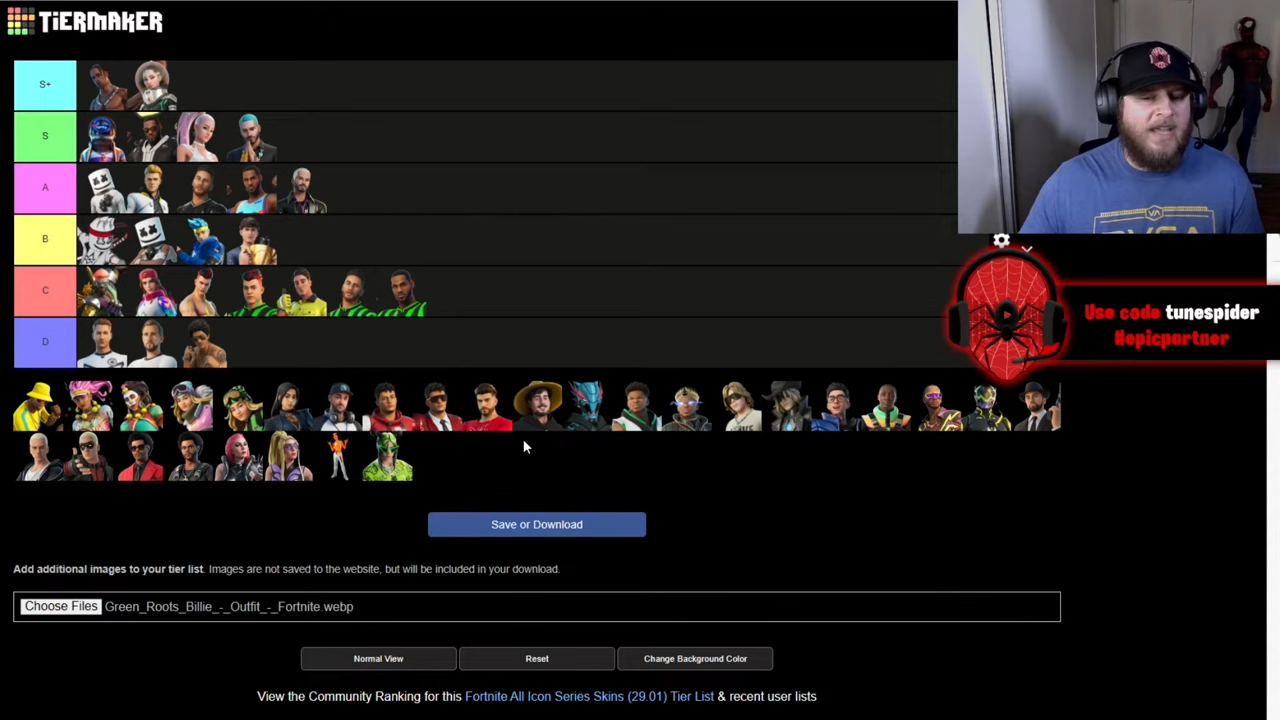 TiERMAKER
S+
S
A
B
C
D
Use code tunespider
#epicpartner
Save or Download
Add additional images to your tier list. Images are not saved to the website, but will be included in your download.
Choose Files Green_Roots_Billie_-_Outfit_-_Fortnite.webp
Normal View
Reset
Change Background Color
View the Community Ranking for this Fortnite All Icon Series Skins (29.01) Tier List & recent user lists